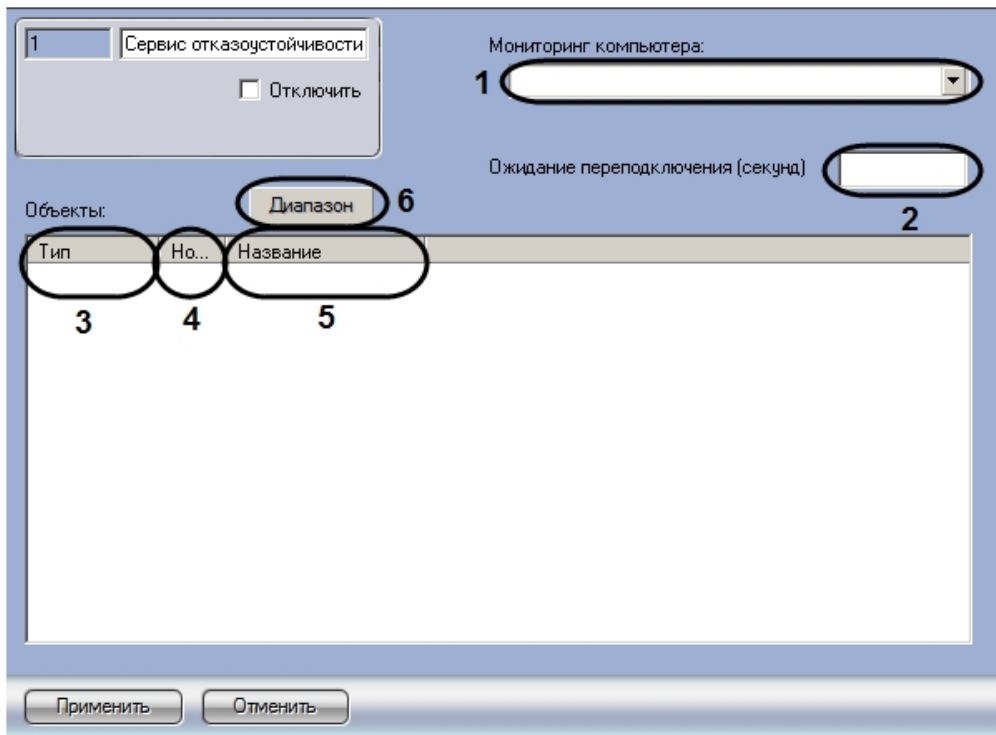 1 Сервис отказоустойчивости
Отключить
Мониторинг компьютера:
1
Ожидание переподключения (секунд)
2
Объекты:
Диапазон 6
Тип Но... Название
3 4 5
Применить Отменить